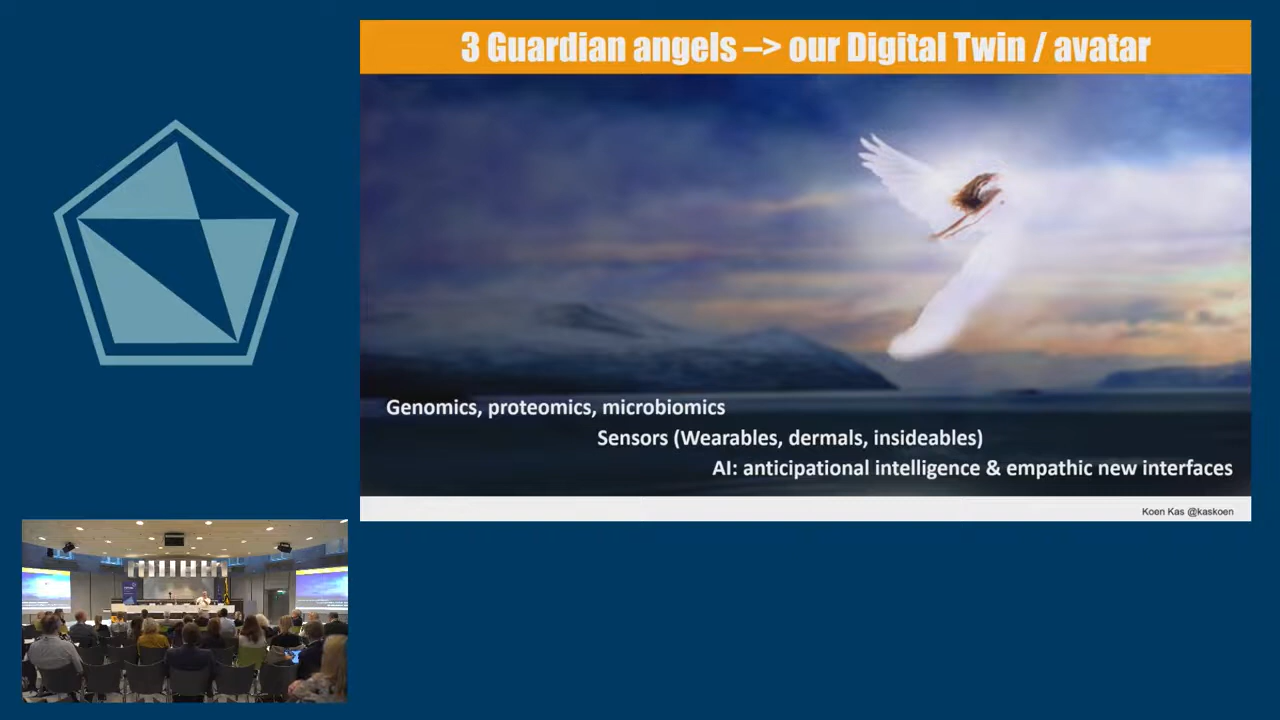 3 Guardian angels –> our Digital Twin / avatar
Genomics, proteomics, microbiomics
Sensors (Wearables, dermals, insideables)
AI: anticipational intelligence & empathic new interfaces
Koen Kas @kaskoen